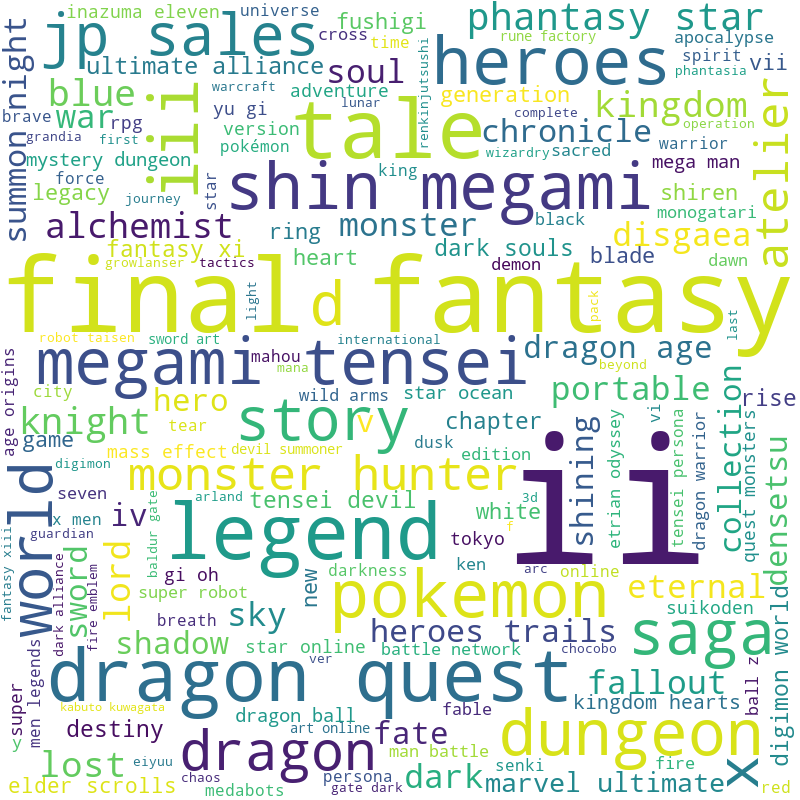 inazuma eleven
universe
fushigi
phantasy star
jp sales
cross
time
rune factory
apocalypse
heroes
ultimate alliance
soul
spirit
vii
phantasia
summon night
blue
iii
warcraft
adventure
lunar
renkinjutsushi
generation
kingdom
atelier
brave
war
rpg
yu gi
tale
complete
operation
grandia
first
version
chronicle
pokémon
wizardry
sacred
warrior
mystery dungeon
king
mega man
force
star
shin megami
legacy
journey
black
shiren
monogatari
alchemist
ring
monster
disgaea
fantasy xi
heart
dark souls
blade
dawn
growlanser
tactics
demon
final fantasy
d
light
pack
last
robot taisen
sword art
international
dragon age
megami tensei
mahou
mana
beyond
age origins
city
hero
wild arms
star ocean
portable
rise
knight
tear
story
v
chapter
vi
collection
game
mass effect
devil summoner
dusk
edition
ii
shining
etrian odyssey
tensei persona
dragon warrior
quest monsters
densetsu
digimon
monster hunter
world
seven
baldur gate
arland
tensei devil
3d
x men
iv
legend
white
f
guardian
tokyo
fantasy xiii
sword
lord
gi oh
darkness
ken
arc
online
eternal
dark alliance
fire emblem
super robot
pokemon
suikoden
new
breath
sky
heroes trails
saga
digimon world
men legends
shadow
star online
battle network
chocobo
ball z
ver
dragon quest
fallout
kingdom hearts
super
kabuto kuwagata
destiny
dragon ball
art online
fable
dungeon
fate
y
dragon
man battle
lost
eiyuu
senki
fire
x
chaos
persona
dark
elder scrolls
medabots
gate dark
marvel ultimate
red